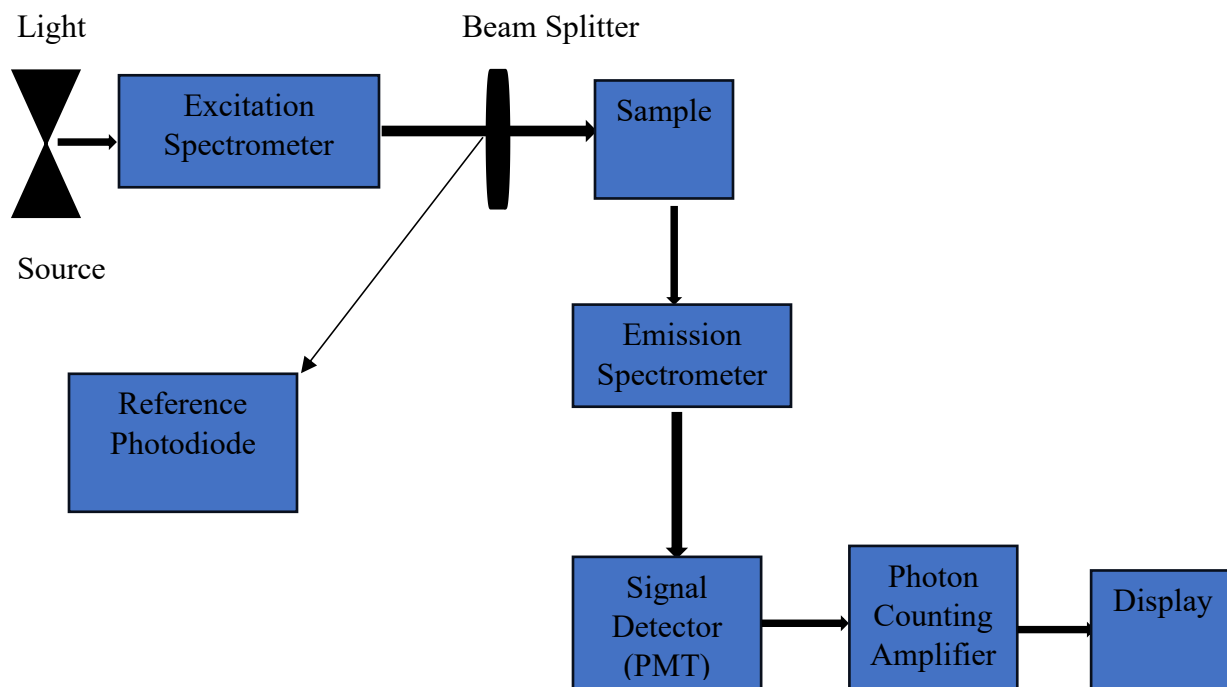 Light
Source
Excitation
Spectrometer
Beam Splitter
Sample
Reference
Photodiode
Emission
Spectrometer
Signal
Detector
(PMT)
Photon
Counting
Amplifier
Display